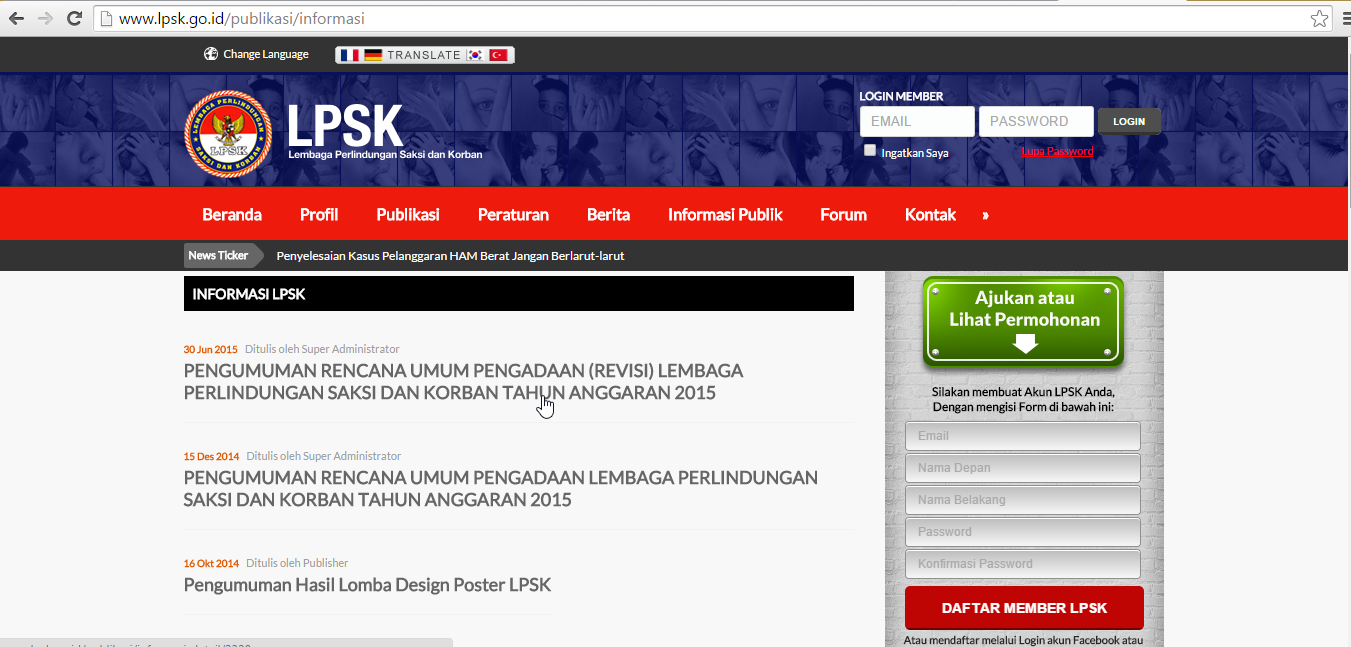 www.lpsk.go.id/publikasi/informasi
Change Language
TRANSLATE
LEMBAGA PERLINDUNGAN
LPSK
SAKSI DAN KORBAN
LPSK
Lembaga Perlindungan Saksi dan Korban
LOGIN MEMBER
EMAIL PASSWORD LOGIN
Ingatkan Saya Lupa Password
Beranda Profil Publikasi Peraturan Berita Informasi Publik Forum Kontak »
News Ticker Penyelesaian Kasus Pelanggaran HAM Berat Jangan Berlarut-larut
INFORMASI LPSK
30 Jun 2015 Ditulis oleh Super Administrator
PENGUMUMAN RENCANA UMUM PENGADAAN (REVISI) LEMBAGA
PERLINDUNGAN SAKSI DAN KORBAN TAHUN ANGGARAN 2015
15 Des 2014 Ditulis oleh Super Administrator
PENGUMUMAN RENCANA UMUM PENGADAAN LEMBAGA PERLINDUNGAN
SAKSI DAN KORBAN TAHUN ANGGARAN 2015
16 Okt 2014 Ditulis oleh Publisher
Pengumuman Hasil Lomba Design Poster LPSK
Ajukan atau
Lihat Permohonan
Silakan membuat Akun LPSK Anda,
Dengan mengisi Form di bawah ini:
Email
Nama Depan
Nama Belakang
Password
Konfirmasi Password
DAFTAR MEMBER LPSK
Atau mendaftar melalui Login akun Facebook atau